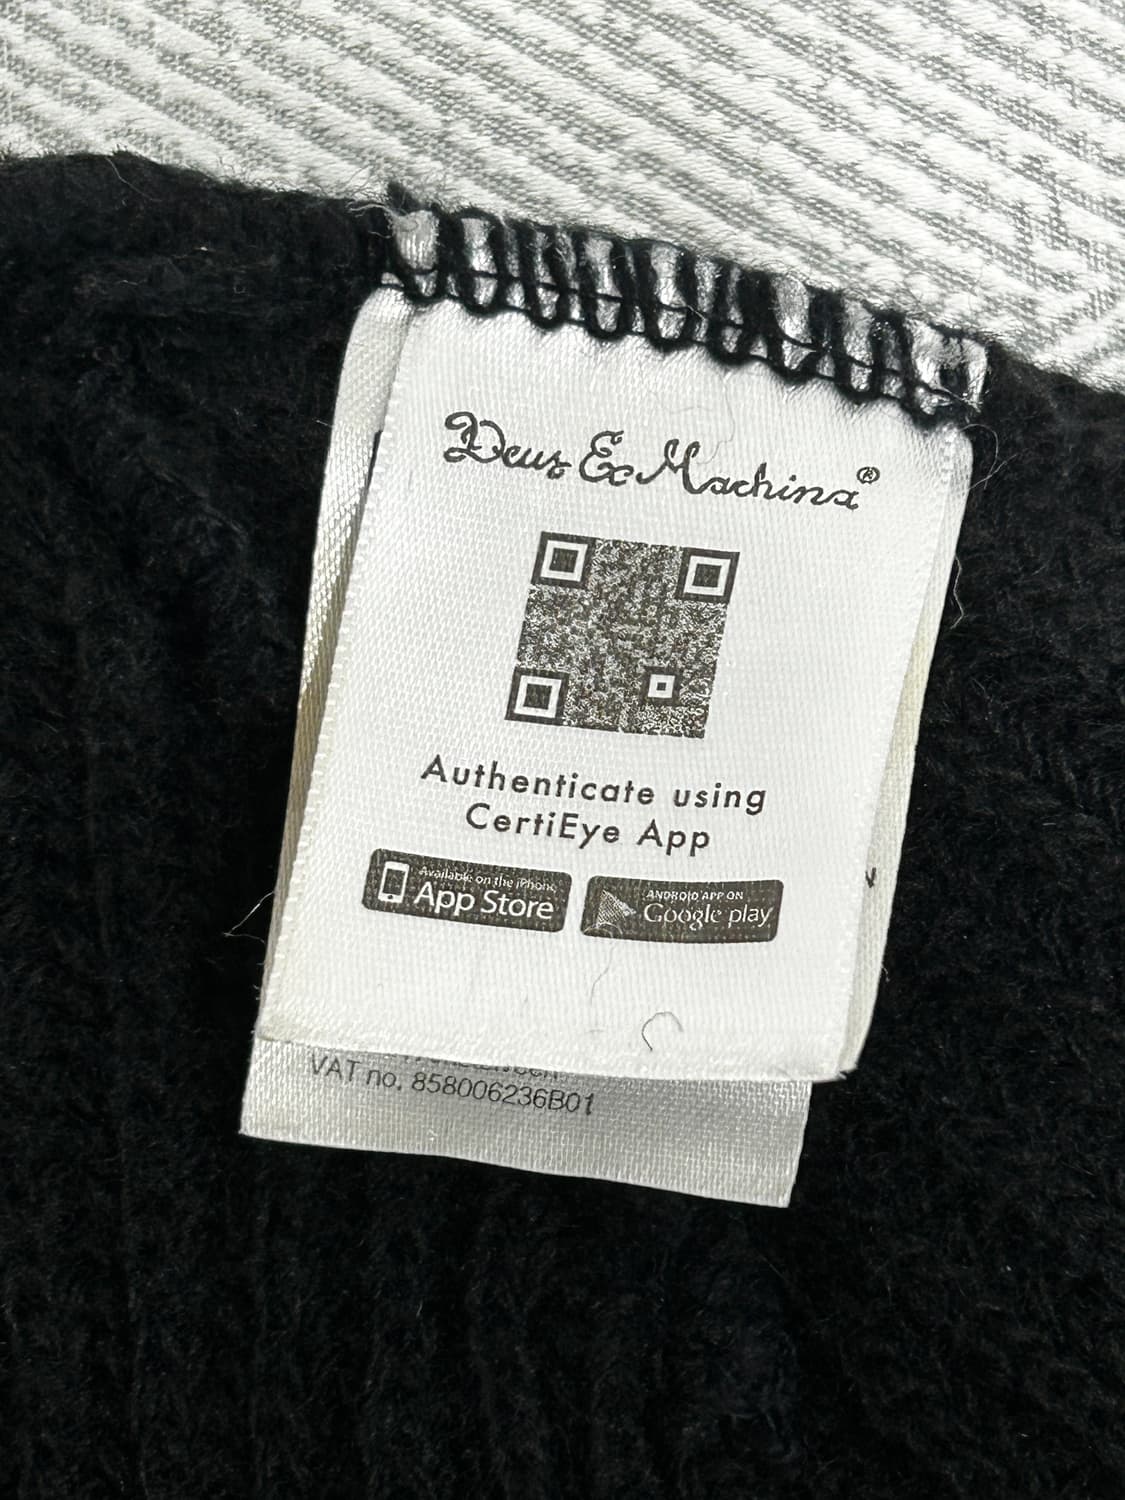 Deus Ex Machina®
Authenticate using
CertiEye App
Available on the iPhone
App Store
ANDROID APP ON
Google play
VAT no. 858006236B01